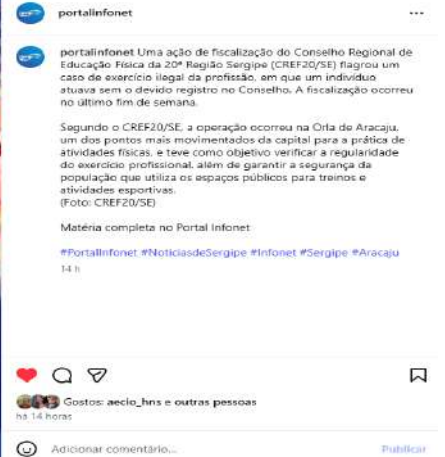 portalinfonet
portalinfonet Uma ação de fiscalização do Conselho Regional de
Educação Física da 20ª Região Sergipe (CREF20/SE) flagrou um
caso de exercício ilegal da profissão, em que um indivíduo
atuava sem o devido registro no Conselho. A fiscalização ocorreu
no último fim de semana.
Segundo o CREF20/SE, a operação ocorreu na Orla de Aracaju,
um dos pontos mais movimentados da capital para a prática de
atividades físicas, e teve como objetivo verificar a regularidade
do exercício profissional, além de garantir a segurança da
população que utiliza os espaços públicos para treinos e
atividades esportivas.
(Foto: CREF20/SE)
Matéria completa no Portal Infonet
#PortalInfonet #NoticiasdeSergipe #Infonet #Sergipe #Aracaju
14 h
Gostos: aecio_hns e outras pessoas
há 14 horas
Adicionar comentário...
Publicar